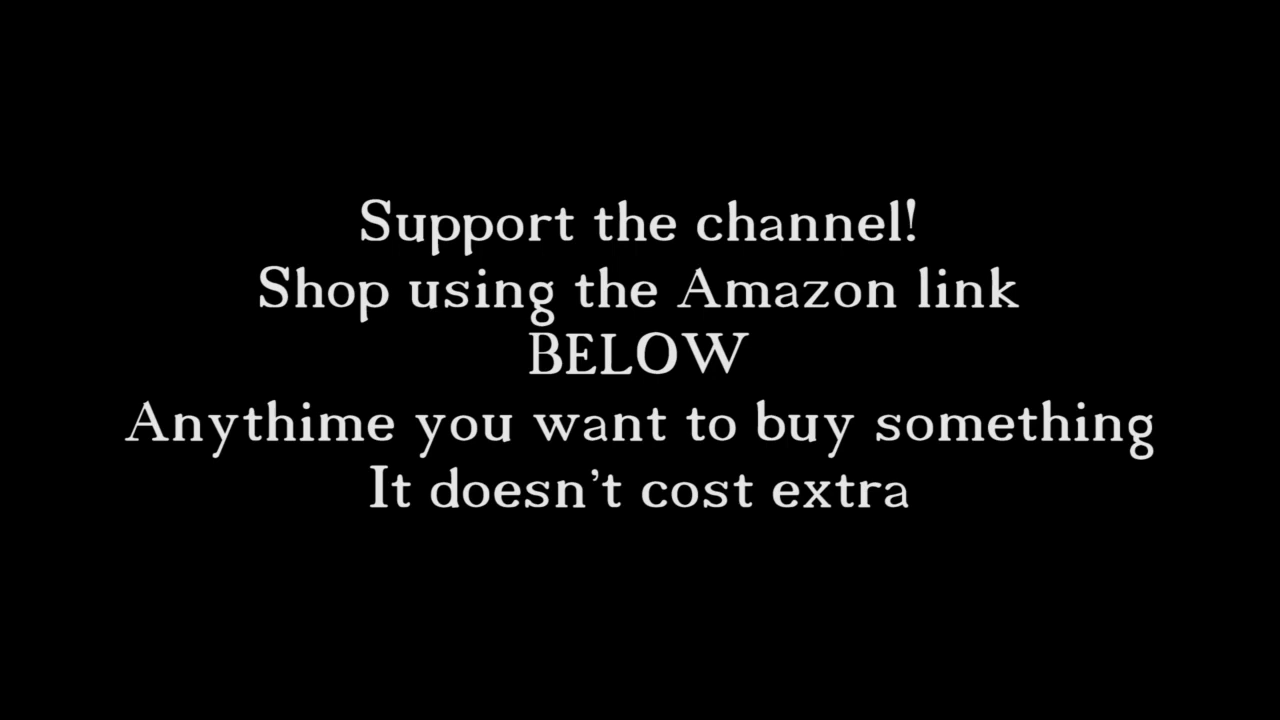 Support the channel!
Shop using the Amazon link
BELOW
Anythime you want to buy something
It doesn't cost extra